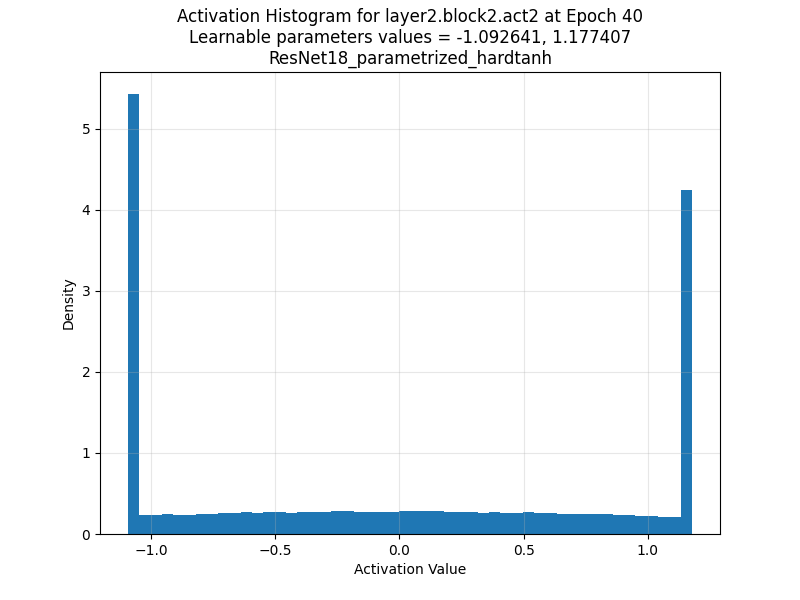 Activation Histogram for layer2.block2.act2 at Epoch 40
Learnable parameters values = -1.092641, 1.177407
ResNet18_parametrized_hardtanh
Density
5
4
3
2
1
0
−1.0
−0.5
0.0
0.5
1.0
Activation Value